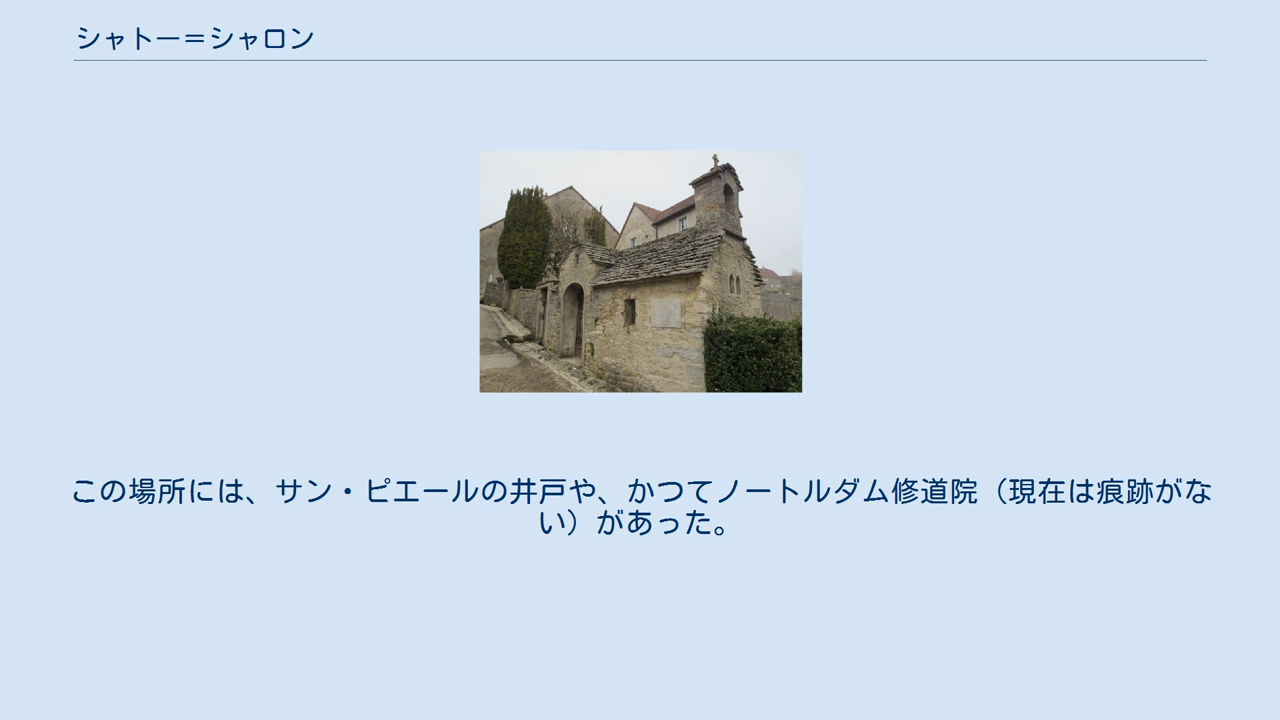 シャトー＝シャロン
この場所には、サン・ピエールの井戸や、かつてノートルダム修道院（現在は痕跡がな
い）があった。